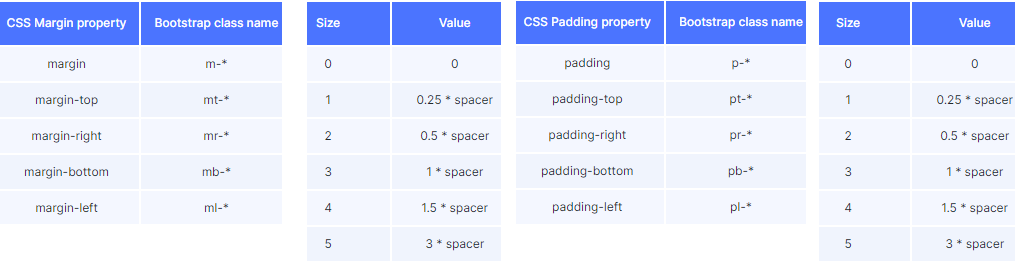 CSS Margin property Bootstrap class name
margin m-*
margin-top mt-*
margin-right mr-*
margin-bottom mb-*
margin-left ml-*
Size Value
0 0
1 0.25 * spacer
2 0.5 * spacer
3 1 * spacer
4 1.5 * spacer
5 3 * spacer
CSS Padding property Bootstrap class name
padding p-*
padding-top pt-*
padding-right pr-*
padding-bottom pb-*
padding-left pl-*
Size Value
0 0
1 0.25 * spacer
2 0.5 * spacer
3 1 * spacer
4 1.5 * spacer
5 3 * spacer